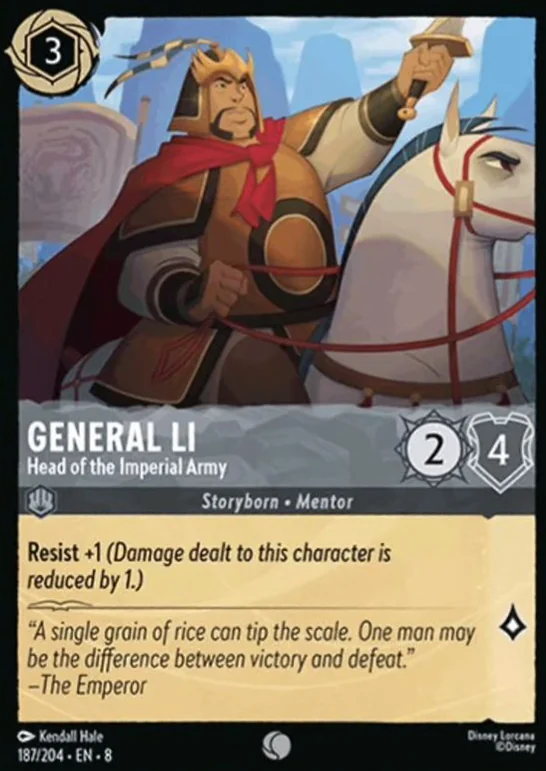 3
GENERAL LI
Head of the Imperial Army
2
4
Storyborn • Mentor
Resist +1 (Damage dealt to this character is
reduced by 1.)
“A single grain of rice can tip the scale. One man may
be the difference between victory and defeat.”
–The Emperor
Kendall Hale
187/204 • EN • 8
Disney Lorcana
©Disney